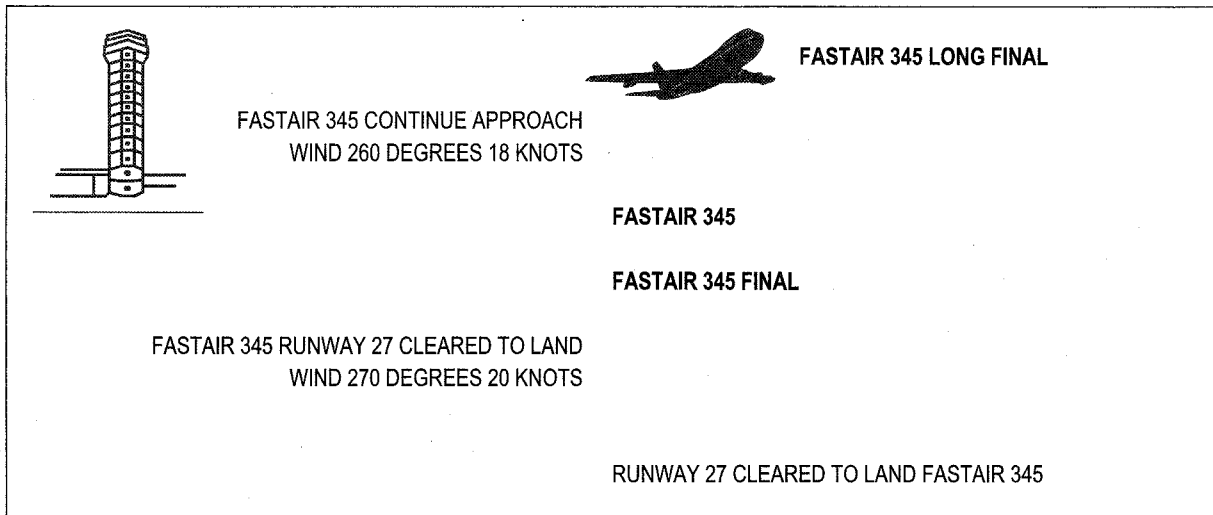 FASTAIR 345 LONG FINAL
FASTAIR 345 CONTINUE APPROACH
WIND 260 DEGREES 18 KNOTS
FASTAIR 345
FASTAIR 345 FINAL
FASTAIR 345 RUNWAY 27 CLEARED TO LAND
WIND 270 DEGREES 20 KNOTS
RUNWAY 27 CLEARED TO LAND FASTAIR 345